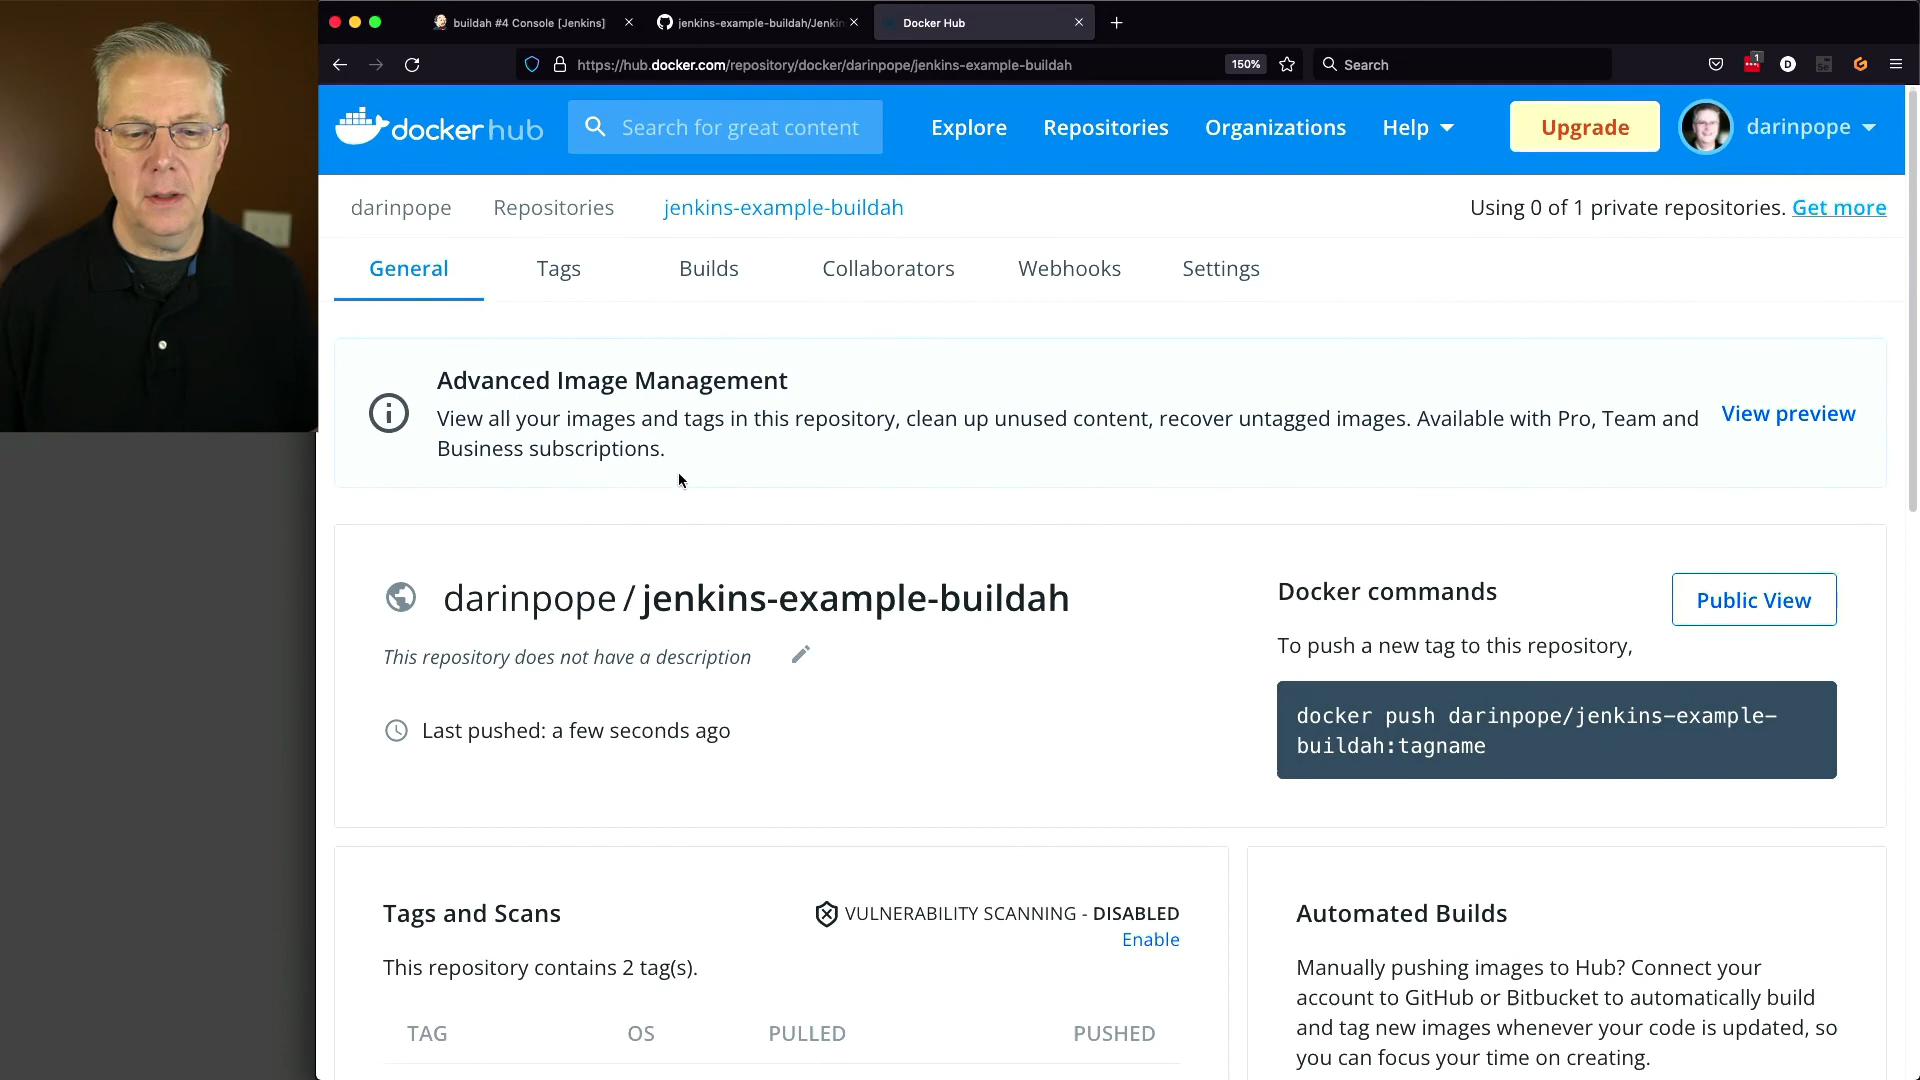 buildah #4 Console [Jenkins]
jenkins-example-buildah/Jenkin
Docker Hub
https://hub.docker.com/repository/docker/darinpope/jenkins-example-buildah
150%
Search
1
docker hub
Search for great content
Explore
Repositories
Organizations
Help
Upgrade
darinpope
darinpope
Repositories
jenkins-example-buildah
Using 0 of 1 private repositories. Get more
General
Tags
Builds
Collaborators
Webhooks
Settings
Advanced Image Management
View all your images and tags in this repository, clean up unused content, recover untagged images. Available with Pro, Team and
Business subscriptions.
View preview
darinpope / jenkins-example-buildah
This repository does not have a description
Last pushed: a few seconds ago
Docker commands
Public View
To push a new tag to this repository,
docker push darinpope/jenkins-example-
buildah:tagname
Tags and Scans
VULNERABILITY SCANNING - DISABLED
Enable
This repository contains 2 tag(s).
TAG OS PULLED PUSHED
Automated Builds
Manually pushing images to Hub? Connect your
account to GitHub or Bitbucket to automatically build
and tag new images whenever your code is updated, so
you can focus your time on creating.